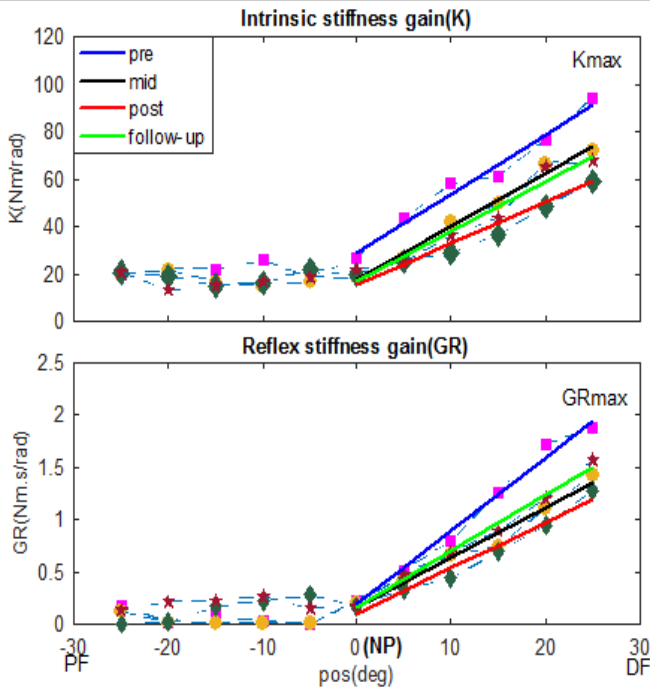 Intrinsic stiffness gain(K)
120
100
80
60
40
20
0
K(Nm/rad)
pre
mid
post
follow-up
Kmax
Reflex stiffness gain(GR)
2.5
2
1.5
1
0.5
0
GR(Nm.s/rad)
GRmax
-30 -20 -10 0 (NP) 10 20 30
PF pos(deg) DF